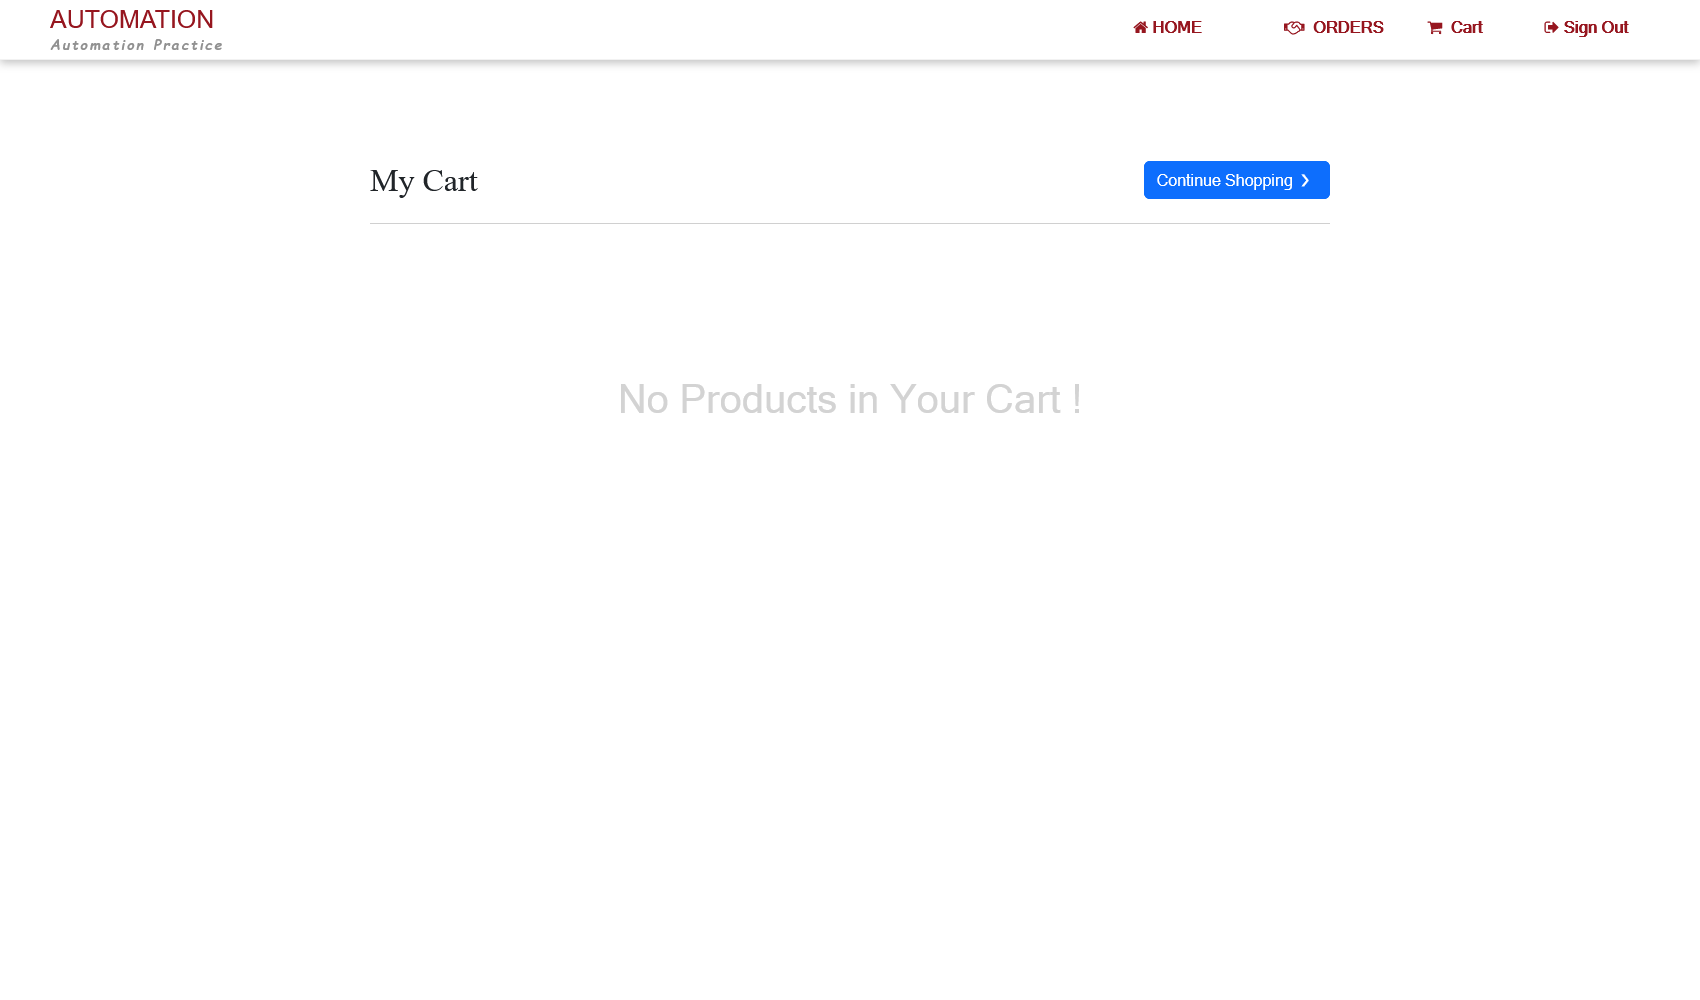 AUTOMATION
Automation Practice
HOME
ORDERS
Cart
Sign Out
My Cart
Continue Shopping
No Products in Your Cart !